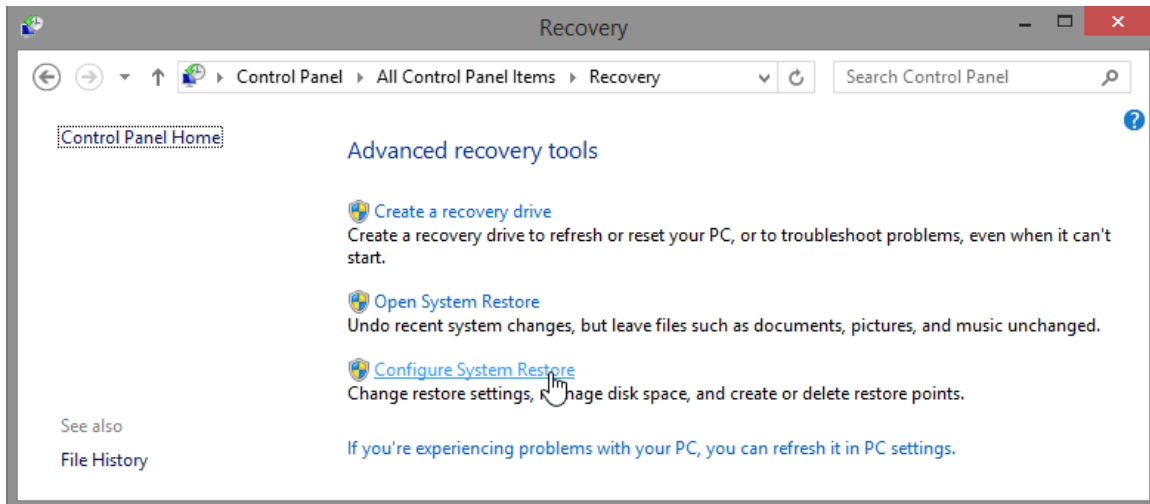 Recovery
Control Panel All Control Panel Items Recovery
Search Control Panel
Control Panel Home
Advanced recovery tools
Create a recovery drive
Create a recovery drive to refresh or reset your PC, or to troubleshoot problems, even when it can't
start.
Open System Restore
Undo recent system changes, but leave files such as documents, pictures, and music unchanged.
Configure System Restore
Change restore settings, manage disk space, and create or delete restore points.
If you're experiencing problems with your PC, you can refresh it in PC settings.
See also
File History